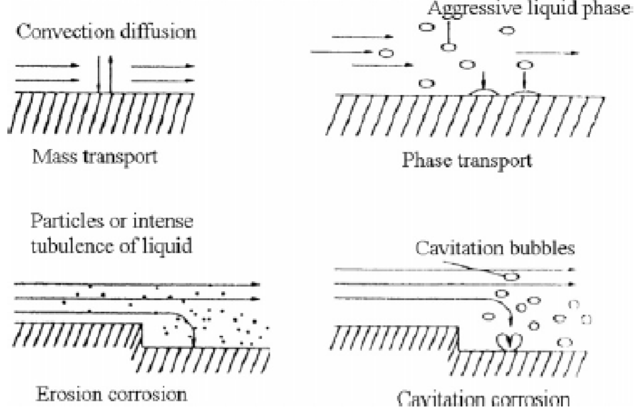 Convection diffusion
Mass transport
Aggressive liquid phase
Phase transport
Particles or intense
tubulence of liquid
Erosion corrosion
Cavitation bubbles
Cavitation corrosion